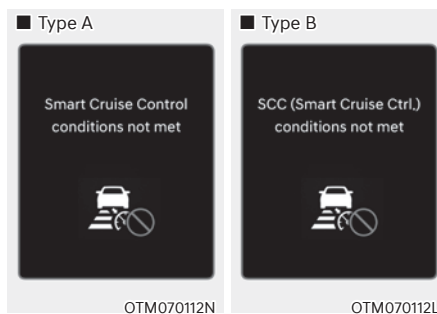 ■ Type A
Smart Cruise Control
conditions not met
OTM070112N
■ Type B
SCC (Smart Cruise Ctrl.)
conditions not met
OTM070112L